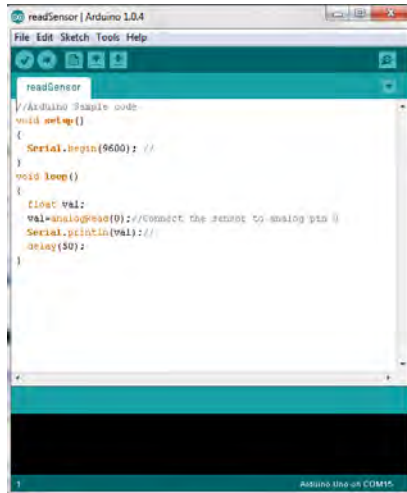 readSensor | Arduino 1.0.4
File Edit Sketch Tools Help
readSensor
//Arduino Sample code
void setup()
{
Serial.begin(9600); //
}
void loop()
{
float val;
val=analogRead(0);//Connect the sensor to analog pin 0
Serial.println(val);//
delay(50);
}
1
Arduino Uno on COM15